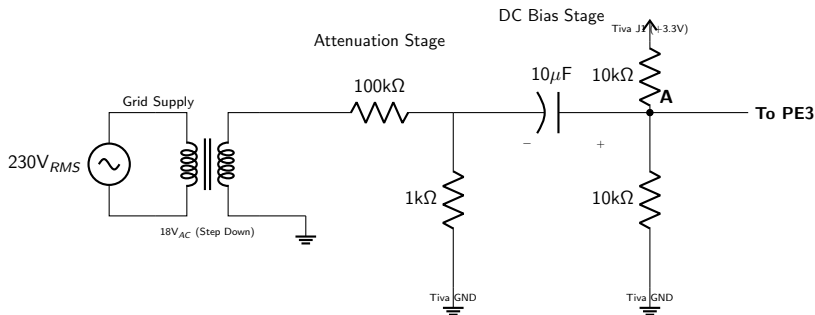 DC Bias Stage
Tiva J1 (+3.3V)
Attenuation Stage
10μF
10kΩ
100kΩ
A
Grid Supply
To PE3
230V_RMS
− +
1kΩ
10kΩ
18V_AC (Step Down)
Tiva GND
Tiva GND